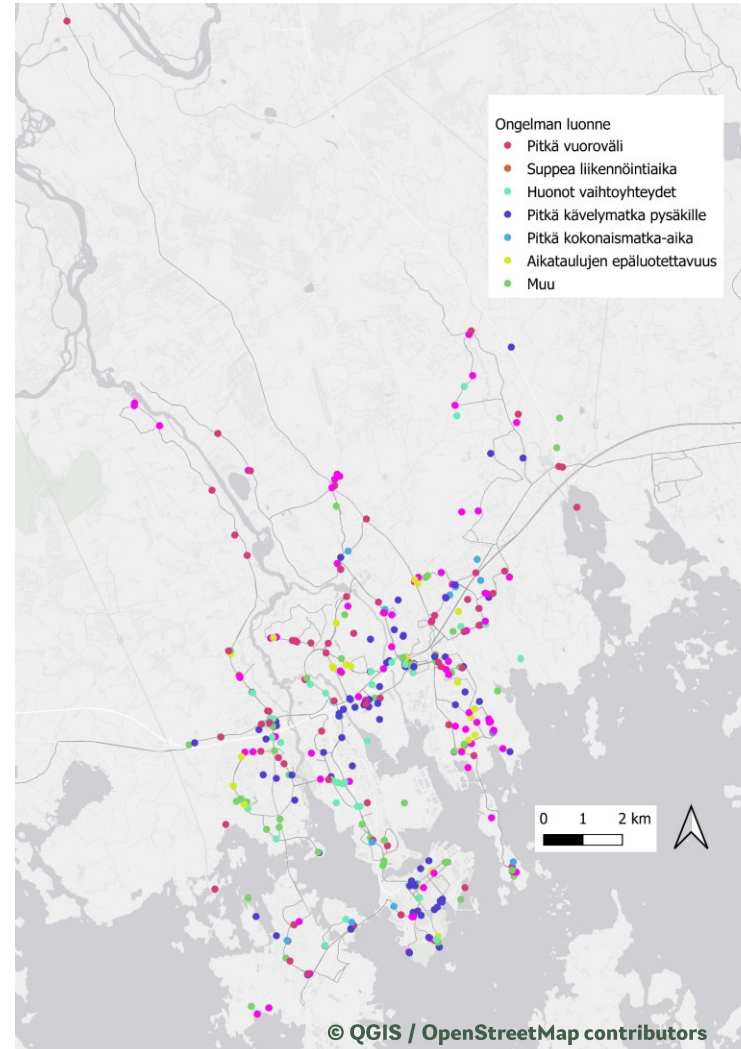 Ongelman luonne
Pitkä vuoroväli
Suppea liikennöintiaika
Huonot vaihtoyhteydet
Pitkä kävelymatka pysäkille
Pitkä kokonaismatka-aika
Aikataulujen epäluotettavuus
Muu
0 1 2 km
© QGIS / OpenStreetMap contributors